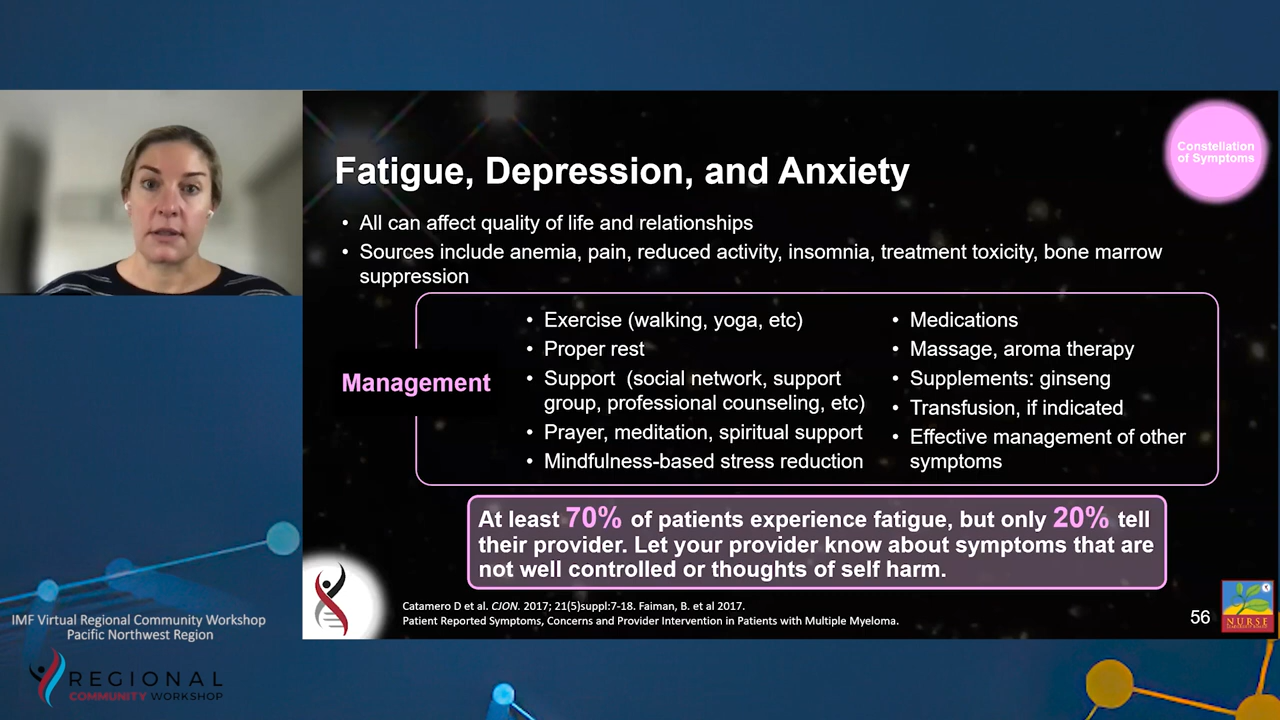 Constellation
of Symptoms
Fatigue, Depression, and Anxiety
• All can affect quality of life and relationships
• Sources include anemia, pain, reduced activity, insomnia, treatment toxicity, bone marrow
suppression
Management
• Exercise (walking, yoga, etc)
• Proper rest
• Support (social network, support
group, professional counseling, etc)
• Prayer, meditation, spiritual support
• Mindfulness-based stress reduction
• Medications
• Massage, aroma therapy
• Supplements: ginseng
• Transfusion, if indicated
• Effective management of other
symptoms
At least 70% of patients experience fatigue, but only 20% tell
their provider. Let your provider know about symptoms that are
not well controlled or thoughts of self harm.
Catamero D et al. CJON. 2017; 21(5)suppl:7-18. Faiman, B. et al 2017.
Patient Reported Symptoms, Concerns and Provider Intervention in Patients with Multiple Myeloma.
56
NURSE
IMF Virtual Regional Community Workshop
Pacific Northwest Region
REGIONAL
COMMUNITY WORKSHOP